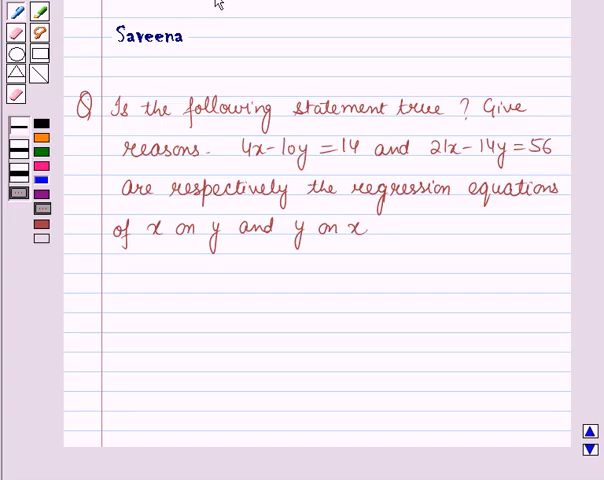 Saveena
Q Is the following statement true ? Give
reasons. 4x-10y =14 and 21x-14y=56
are respectively the regression equations
of x on y and y on x